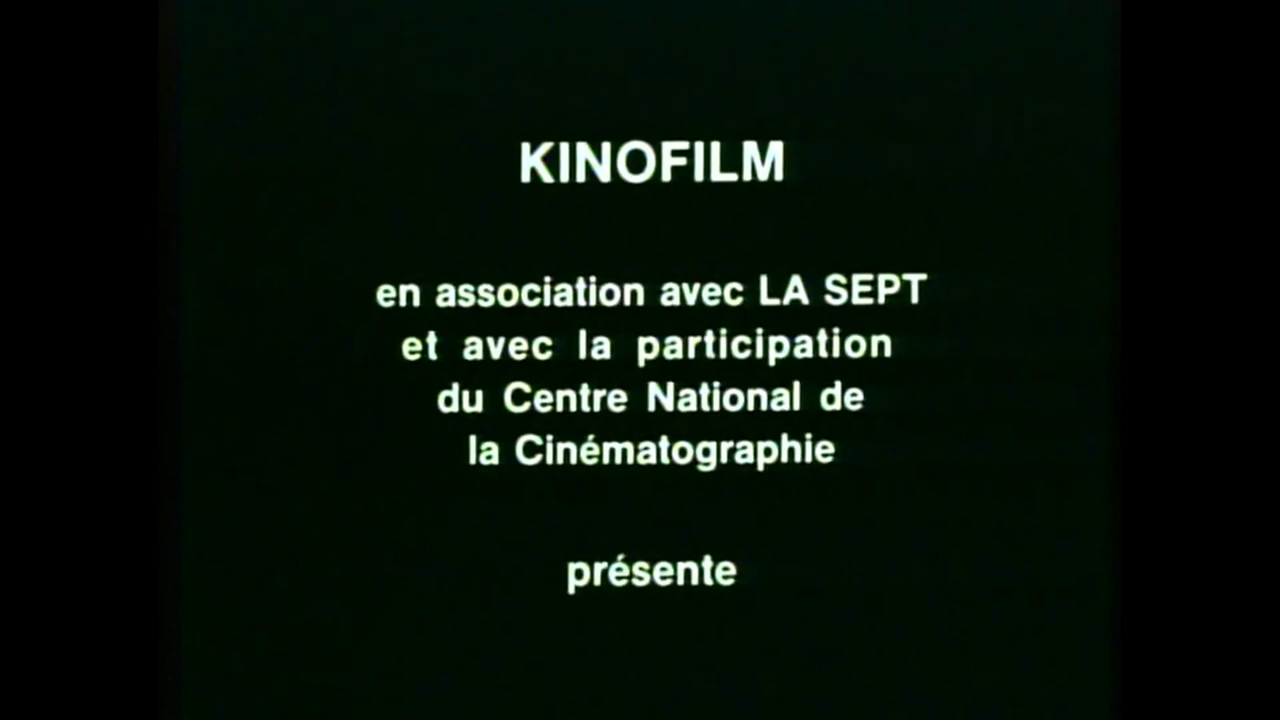 KINOFILM
en association avec LA SEPT
et avec la participation
du Centre National de
la Cinématographie
présente